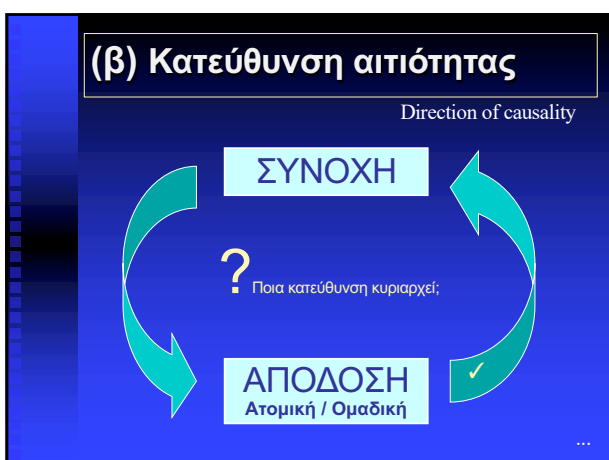 (β) Κατεύθυνση αιτιότητας
Direction of causality
ΣΥΝΟΧΗ
? Ποια κατεύθυνση κυριαρχεί;
ΑΠΟΔΟΣΗ
Ατομική / Ομαδική
✓
...